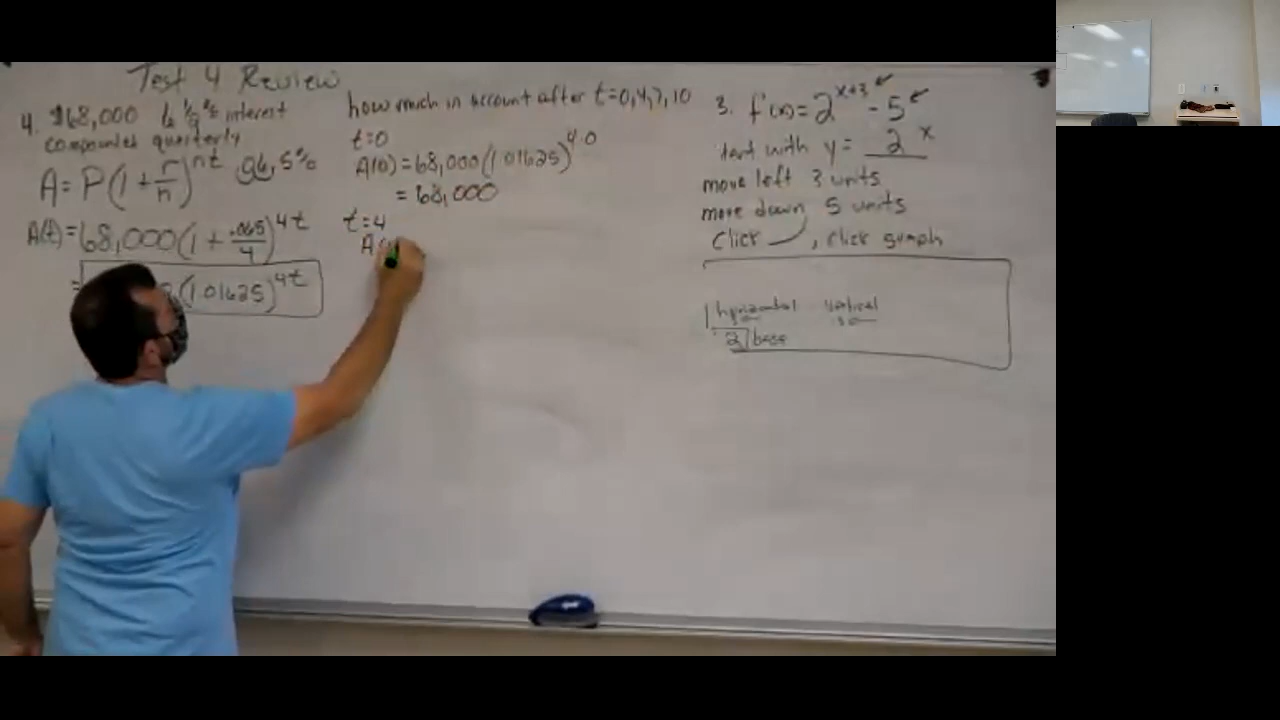 Test 4 Review
4. $68,000 6 1/2 % interest
compounded quarterly
A = P(1 + r/n)^nt 6.5%
A(t) = 68,000(1 + .065/4)^4t
= (1.01625)^4t
how much in account after t=0,4,7,10
t=0
A(0) = 68,000(1.01625)^4·0
= 68,000
t=4
A(
3. f(x) = 2^x+3 - 5
start with y = 2^x
move left 3 units
move down 5 units
Click , click graph
horizontal vertical
2 base